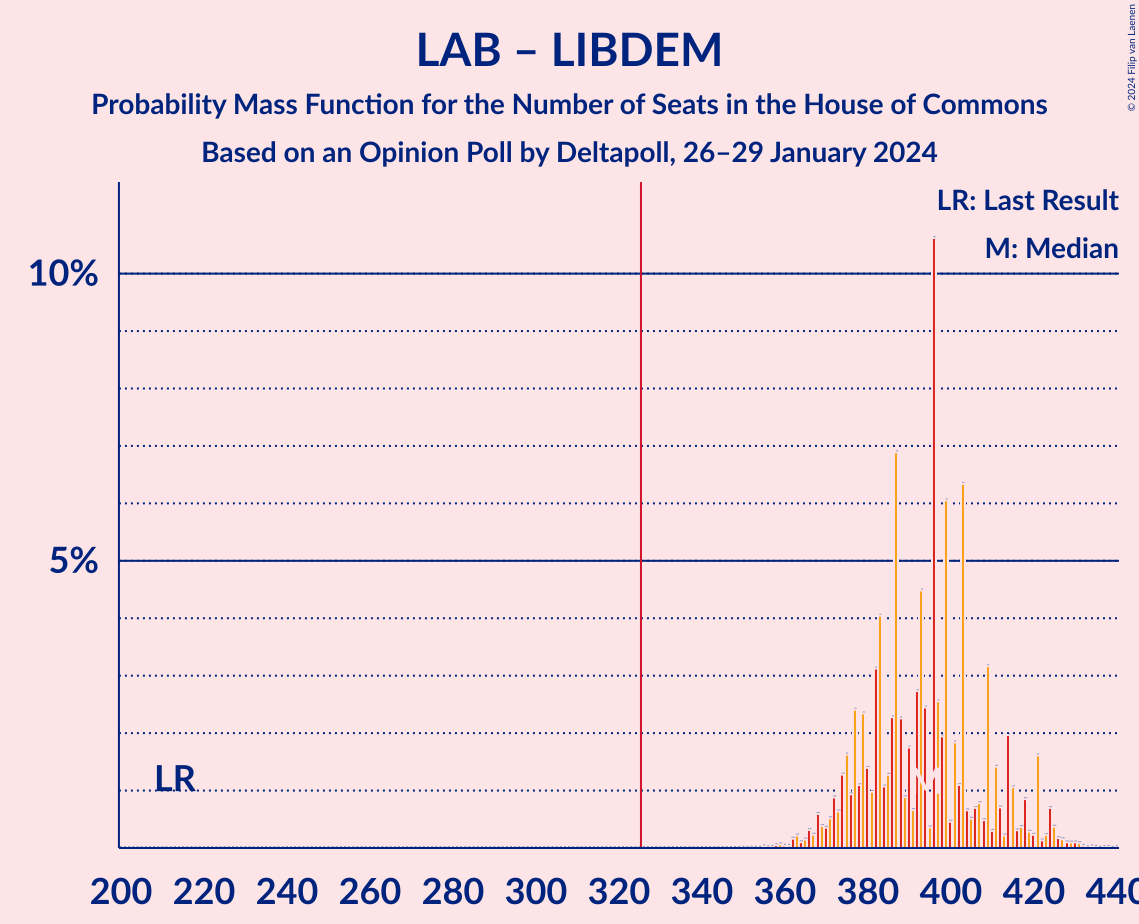 LAB – LIBDEM
Probability Mass Function for the Number of Seats in the House of Commons
Based on an Opinion Poll by Deltapoll, 26–29 January 2024
© 2024 Filip van Laenen
LR: Last Result
M: Median
10%
5%
LR
M
200 220 240 260 280 300 320 340 360 380 400 420 440